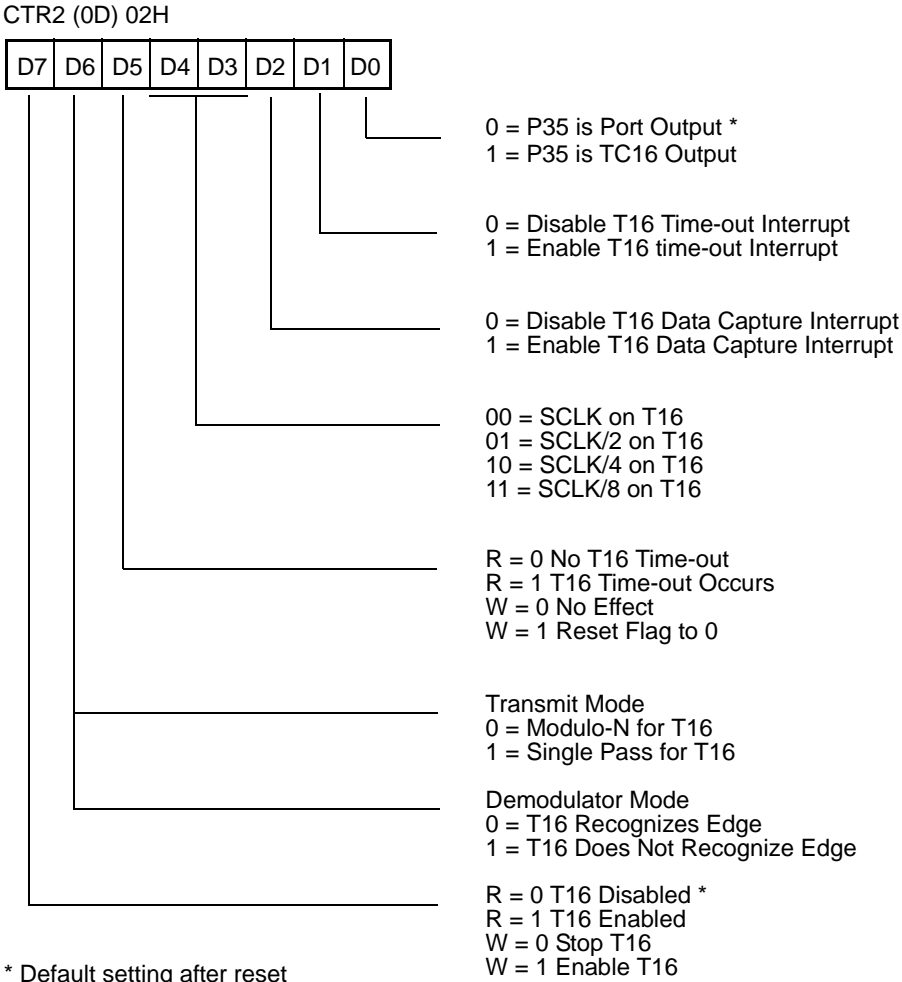 CTR2 (0D) 02H
D7 D6 D5 D4 D3 D2 D1 D0
0 = P35 is Port Output *
1 = P35 is TC16 Output
0 = Disable T16 Time-out Interrupt
1 = Enable T16 time-out Interrupt
0 = Disable T16 Data Capture Interrupt
1 = Enable T16 Data Capture Interrupt
00 = SCLK on T16
01 = SCLK/2 on T16
10 = SCLK/4 on T16
11 = SCLK/8 on T16
R = 0 No T16 Time-out
R = 1 T16 Time-out Occurs
W = 0 No Effect
W = 1 Reset Flag to 0
Transmit Mode
0 = Modulo-N for T16
1 = Single Pass for T16
Demodulator Mode
0 = T16 Recognizes Edge
1 = T16 Does Not Recognize Edge
R = 0 T16 Disabled *
R = 1 T16 Enabled
W = 0 Stop T16
W = 1 Enable T16
* Default setting after reset